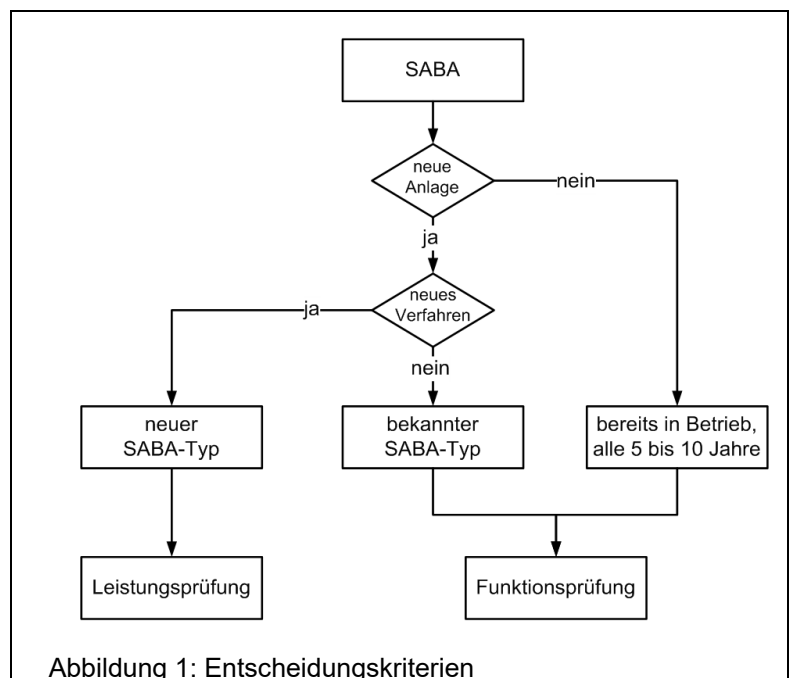 SABA
neue
Anlage
nein
ja
neues
Verfahren
ja
nein
neuer
SABA-Typ
bekannter
SABA-Typ
bereits in Betrieb,
alle 5 bis 10 Jahre
Leistungsprüfung
Funktionsprüfung
Abbildung 1: Entscheidungskriterien